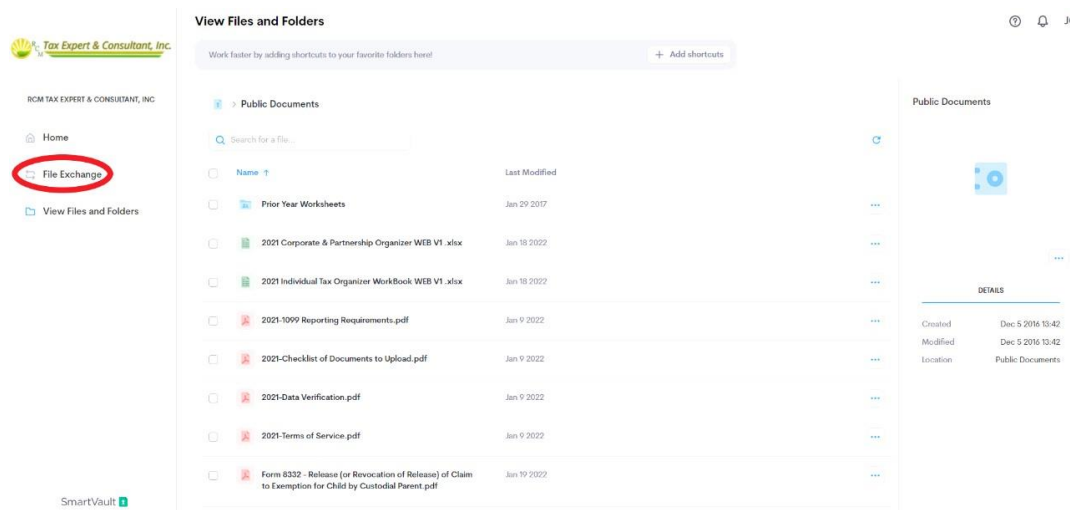 View Files and Folders
RCM Tax Expert & Consultant, Inc.
Work faster by adding shortcuts to your favorite folders here!
+ Add shortcuts
RCM TAX EXPERT & CONSULTANT, INC
> Public Documents
Public Documents
Home
Search for a file...
File Exchange
Name ↑ Last Modified
View Files and Folders
Prior Year Worksheets Jan 29 2017
2021 Corporate & Partnership Organizer WEB V1 .xlsx Jan 18 2022
2021 Individual Tax Organizer WorkBook WEB V1 .xlsx Jan 18 2022
DETAILS
2021-1099 Reporting Requirements.pdf Jan 9 2022
Created Dec 5 2016 13:42
Modified Dec 5 2016 13:42
Location Public Documents
2021-Checklist of Documents to Upload.pdf Jan 9 2022
2021-Data Verification.pdf Jan 9 2022
2021-Terms of Service.pdf Jan 9 2022
Form 8332 - Release (or Revocation of Release) of Claim Jan 19 2022
to Exemption for Child by Custodial Parent.pdf
SmartVault